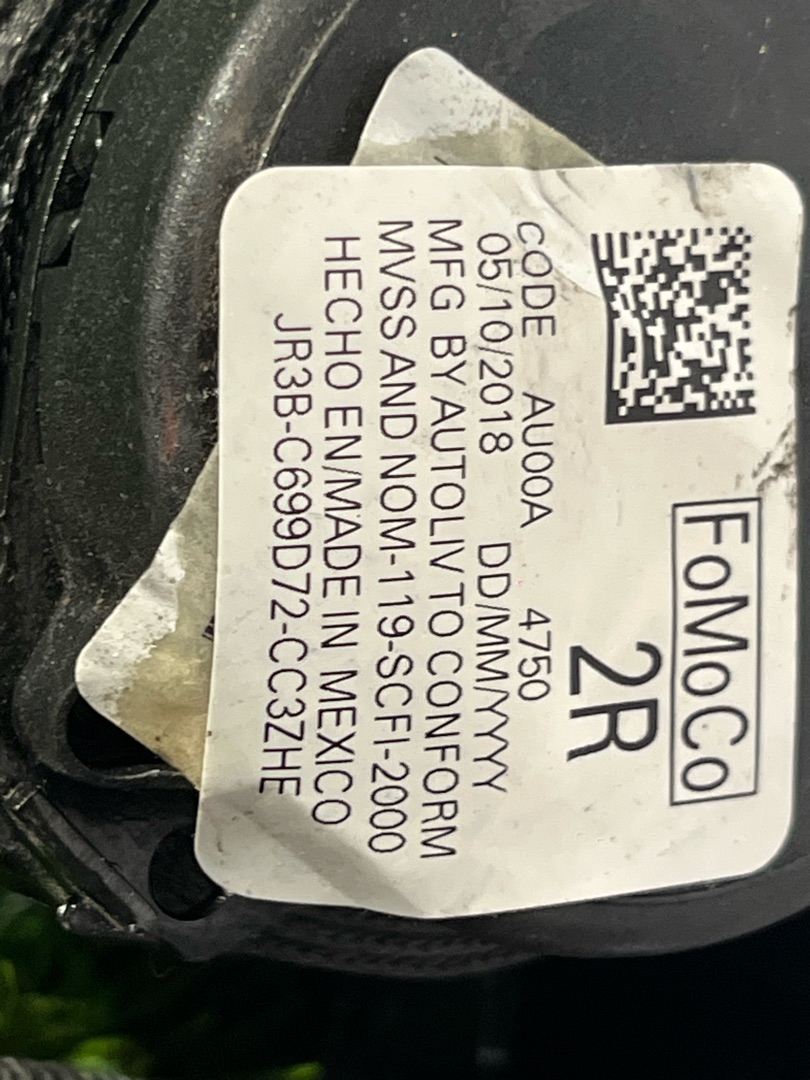 FoMoCo
2R
CODE AU00A 4750
05/10/2018 DD/MM/YYYY
MFG BY AUTOLIV TO CONFORM
MVSS AND NOM-119-SCFI-2000
HECHO EN/MADE IN MEXICO
JR3B-C699D72-CC3ZHE